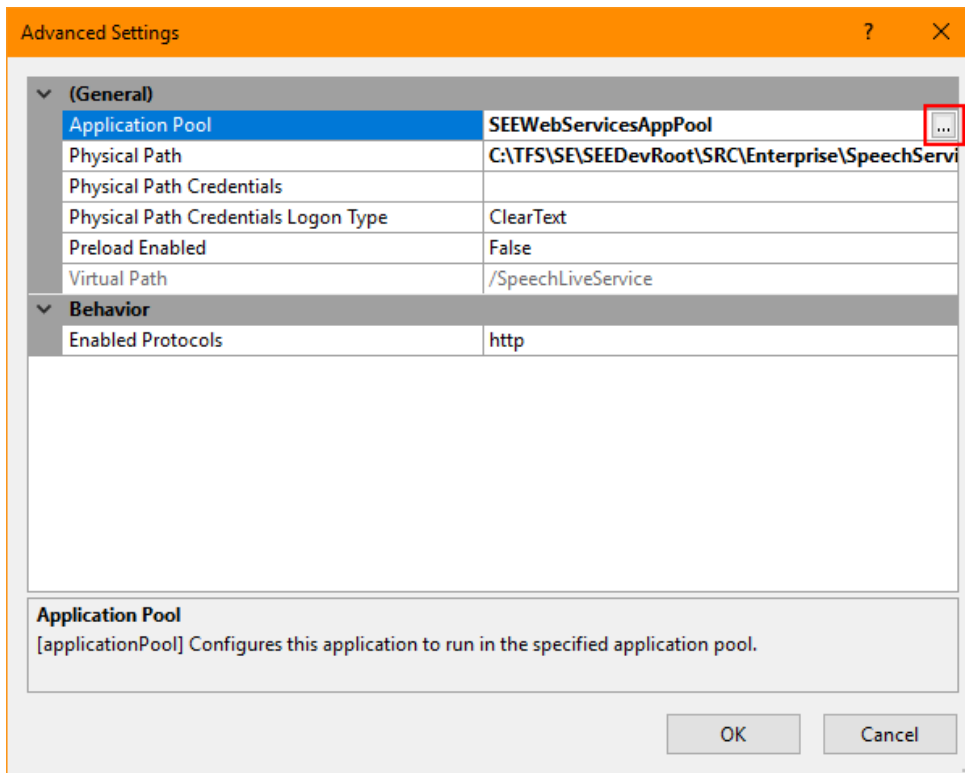 Advanced Settings ? ×
(General)
Application Pool SEEWebServicesAppPool ...
Physical Path C:\TFS\SE\SEEDevRoot\SRC\Enterprise\SpeechServi
Physical Path Credentials
Physical Path Credentials Logon Type ClearText
Preload Enabled False
Virtual Path /SpeechLiveService
Behavior
Enabled Protocols http
Application Pool
[applicationPool] Configures this application to run in the specified application pool.
OK Cancel